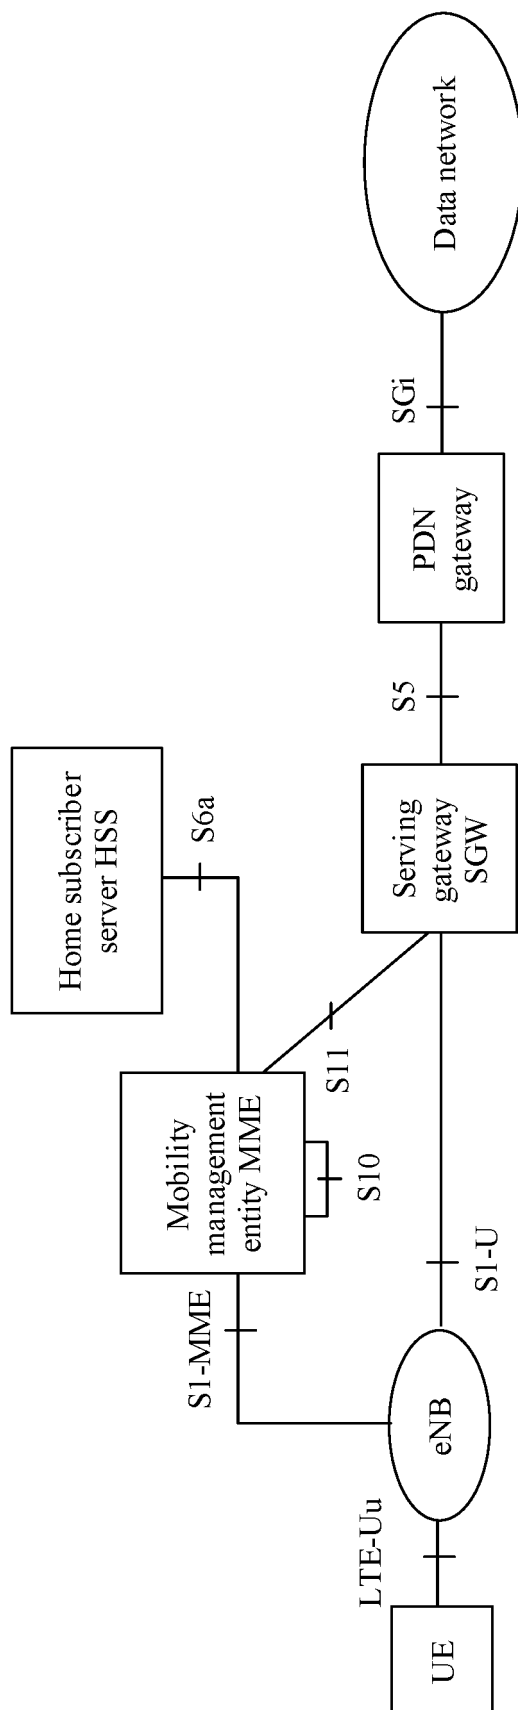 Home subscriber
server HSS
S6a
Mobility
management
entity MME
S1-MME
S10
S11
UE
LTE-Uu
eNB
S1-U
Serving
gateway
SGW
S5
PDN
gateway
SGi
Data network